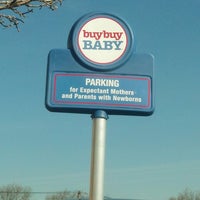 buybuy
BABY
PARKING
for Expectant Mothers
and Parents with Newborns